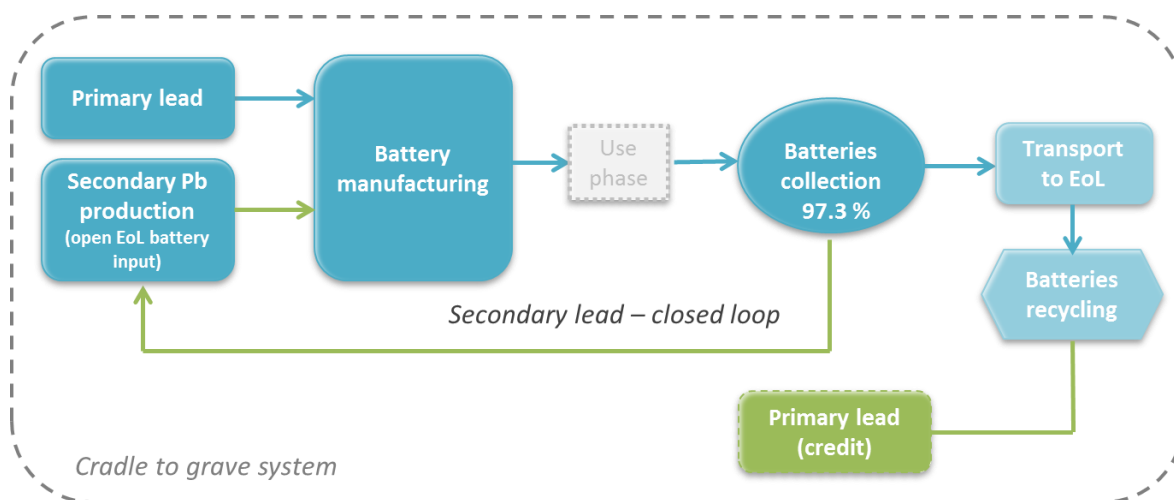 Primary lead
Secondary Pb
production
(open EoL battery
input)
Battery
manufacturing
Use
phase
Batteries
collection
97.3 %
Transport
to EoL
Batteries
recycling
Secondary lead – closed loop
Primary lead
(credit)
Cradle to grave system